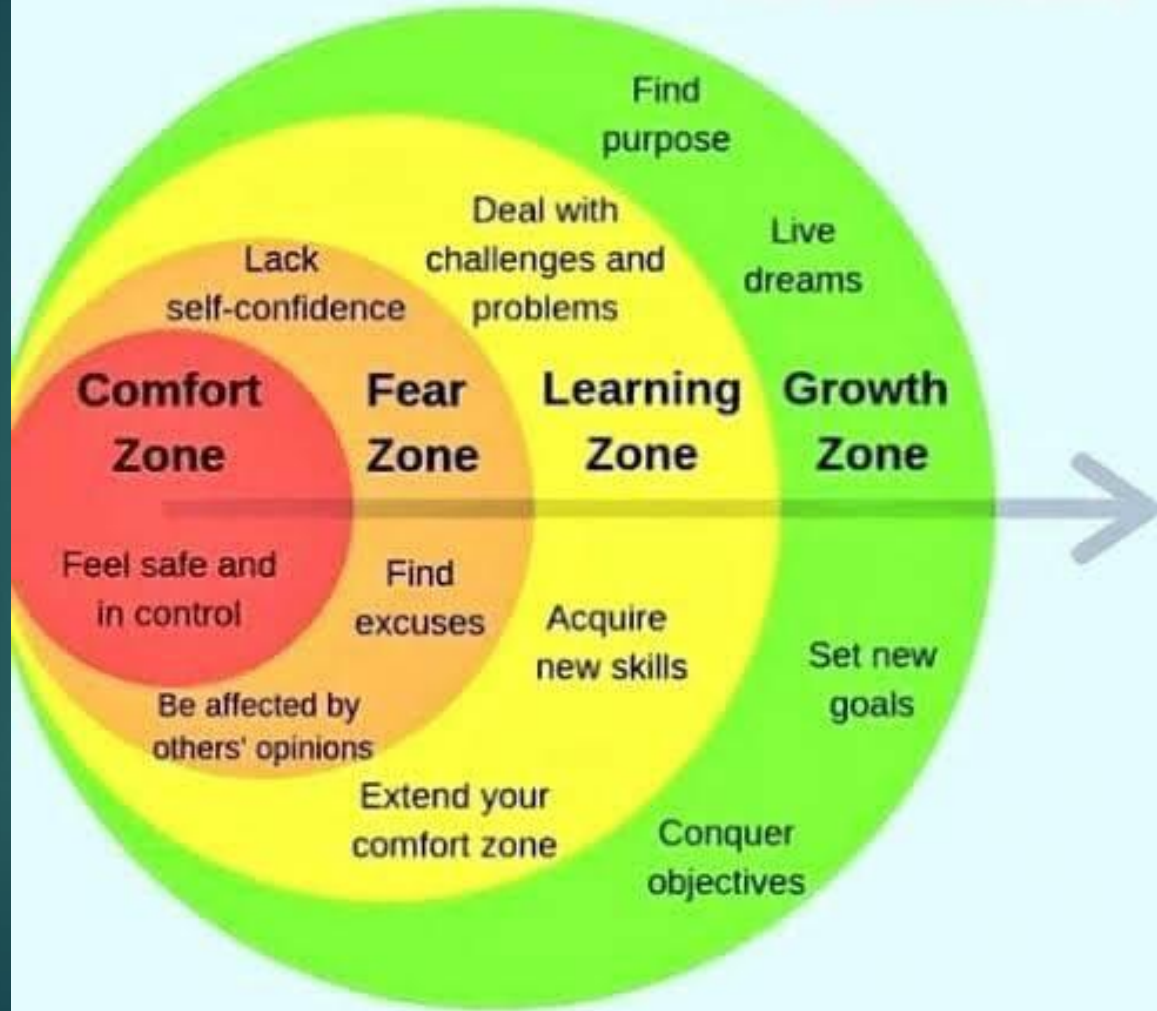 Find
purpose
Live
dreams
Deal with
challenges and
problems
Lack
self-confidence
Comfort
Zone
Fear
Zone
Learning
Zone
Growth
Zone
Feel safe and
in control
Find
excuses
Be affected by
others' opinions
Acquire
new skills
Extend your
comfort zone
Set new
goals
Conquer
objectives